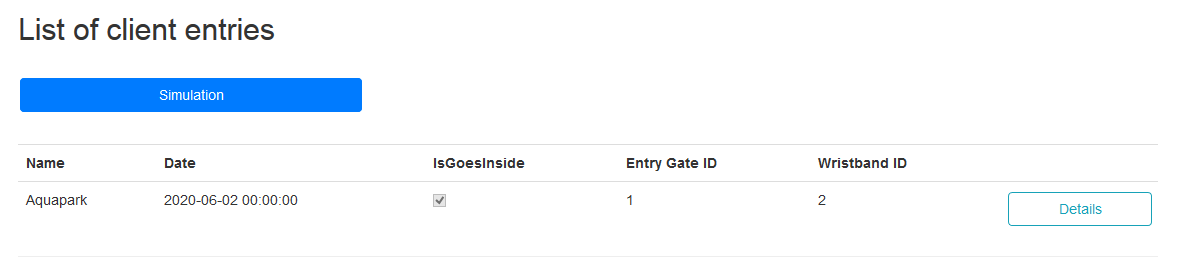 List of client entries
Simulation
Name Date IsGoesInside Entry Gate ID Wristband ID
Aquapark 2020-06-02 00:00:00 1 2 Details